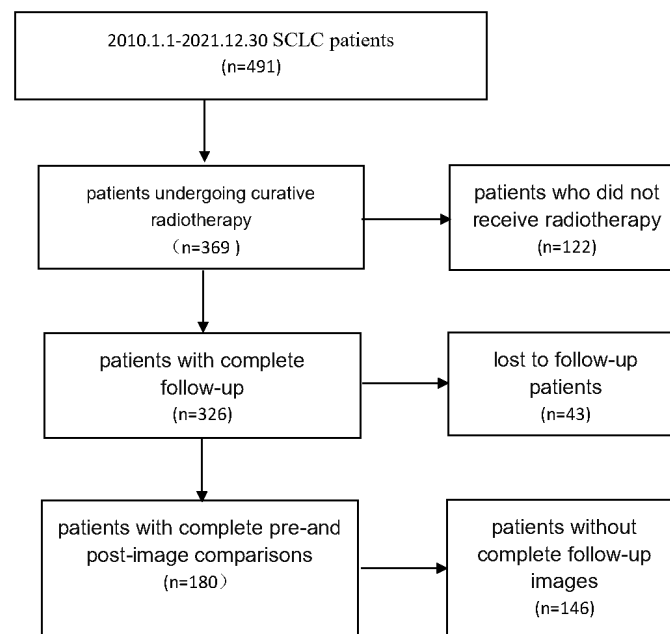 2010.1.1-2021.12.30 SCLC patients
(n=491)
patients undergoing curative
radiotherapy
（n=369 )
patients who did not
receive radiotherapy
(n=122)
patients with complete
follow-up
(n=326)
lost to follow-up
patients
(n=43)
patients with complete pre-and
post-image comparisons
(n=180）
patients without
complete follow-up
images
(n=146)